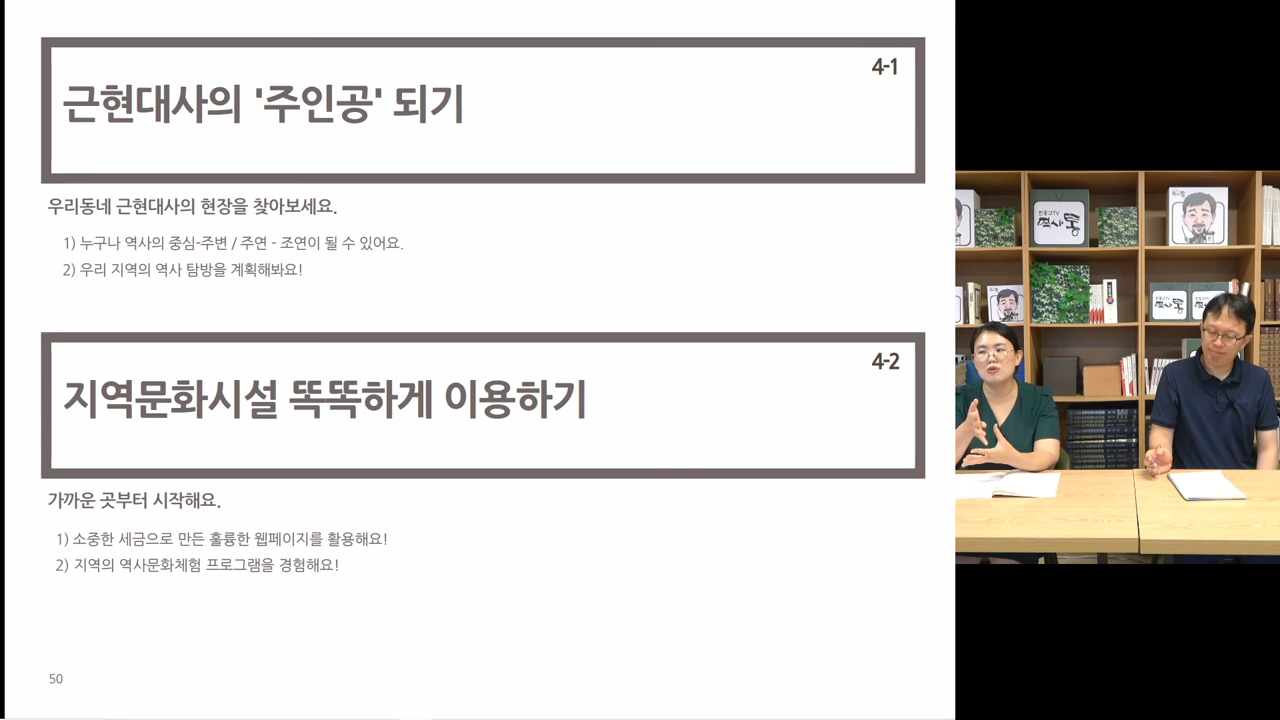 4-1
근현대사의 '주인공' 되기
우리동네 근현대사의 현장을 찾아보세요.
1) 누구나 역사의 중심-주변 / 주연 - 조연이 될 수 있어요.
2) 우리 지역의 역사 탐방을 계획해봐요!
4-2
지역문화시설 똑똑하게 이용하기
가까운 곳부터 시작해요.
1) 소중한 세금으로 만든 훌륭한 웹페이지를 활용해요!
2) 지역의 역사문화체험 프로그램을 경험해요!
50
역사통